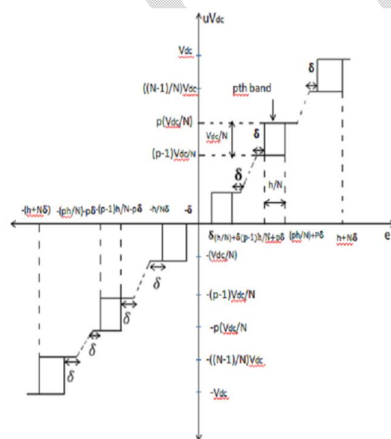 uVdc
Vdc
((N-1)/N)Vdc
pth band
p(Vdc/N)
Vdc/N
(p-1)Vdc/N
h/N
δ
δ
δ
δ
-(h+Nδ) -(ph/N)-pδ -(p-1)h/N-pδ -h/Nδ -δ
e
δ (h/N)+δ (p-1)h/N+pδ (ph/N)+Pδ h+Nδ
-(Vdc/N)
-(p-1)Vdc/N
-p(Vdc/N
-((N-1)/N)Vdc
-Vdc
δ
δ
δ
δ